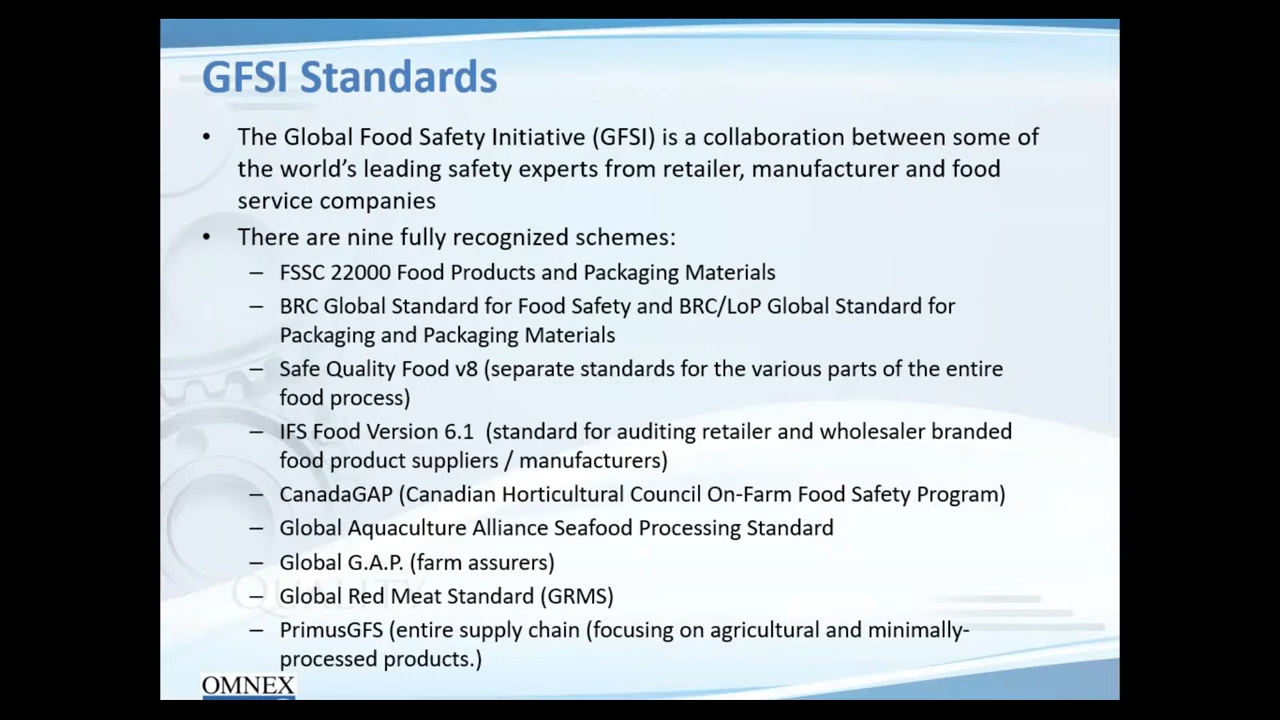 GFSI Standards
• The Global Food Safety Initiative (GFSI) is a collaboration between some of
the world's leading safety experts from retailer, manufacturer and food
service companies
• There are nine fully recognized schemes:
– FSSC 22000 Food Products and Packaging Materials
– BRC Global Standard for Food Safety and BRC/LoP Global Standard for
Packaging and Packaging Materials
– Safe Quality Food v8 (separate standards for the various parts of the entire
food process)
– IFS Food Version 6.1 (standard for auditing retailer and wholesaler branded
food product suppliers / manufacturers)
– CanadaGAP (Canadian Horticultural Council On-Farm Food Safety Program)
– Global Aquaculture Alliance Seafood Processing Standard
– Global G.A.P. (farm assurers)
– Global Red Meat Standard (GRMS)
– PrimusGFS (entire supply chain (focusing on agricultural and minimally-
processed products.)
QUALITY
OMNEX